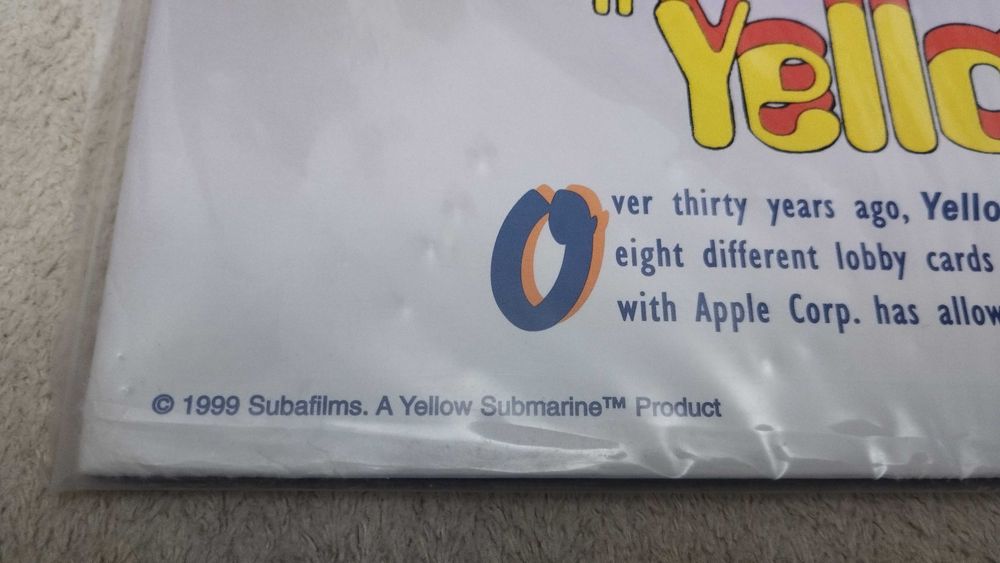 "Yello
Over thirty years ago, Yello
eight different lobby cards
with Apple Corp. has allow
© 1999 Subafilms. A Yellow Submarine™ Product